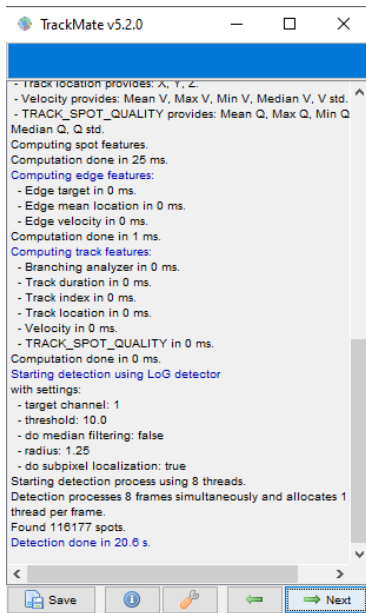 TrackMate v5.2.0
- Track location provides: X, Y, Z.
- Velocity provides: Mean V, Max V, Min V, Median V, V std.
- TRACK_SPOT_QUALITY provides: Mean Q, Max Q, Min Q
Median Q, Q std.
Computing spot features.
Computation done in 25 ms.
Computing edge features:
- Edge target in 0 ms.
- Edge mean location in 0 ms.
- Edge velocity in 0 ms.
Computation done in 1 ms.
Computing track features:
- Branching analyzer in 0 ms.
- Track duration in 0 ms.
- Track index in 0 ms.
- Track location in 0 ms.
- Velocity in 0 ms.
- TRACK_SPOT_QUALITY in 0 ms.
Computation done in 0 ms.
Starting detection using LoG detector
with settings:
- target channel: 1
- threshold: 10.0
- do median filtering: false
- radius: 1.25
- do subpixel localization: true
Starting detection process using 8 threads.
Detection processes 8 frames simultaneously and allocates 1
thread per frame.
Found 116177 spots.
Detection done in 20.6 s.
Save
Next